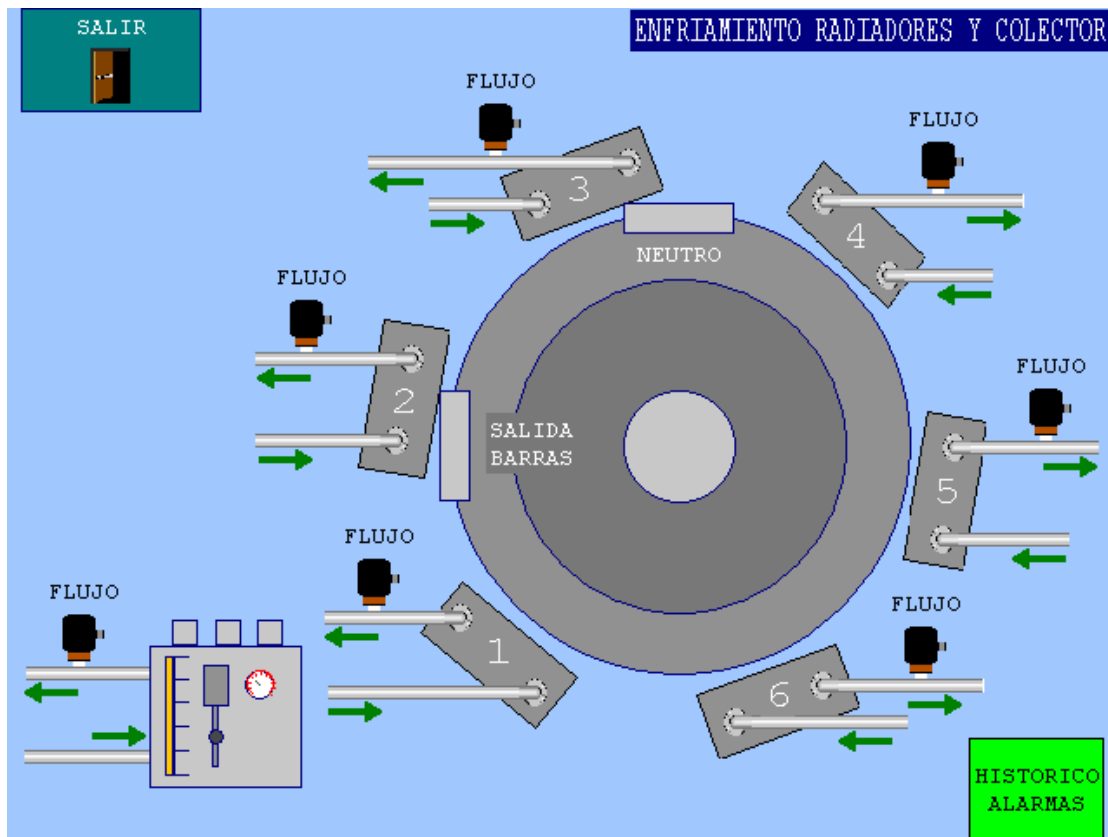 SALIR
ENFRIAMIENTO RADIADORES Y COLECTOR
FLUJO
FLUJO
3
4
NEUTRO
FLUJO
2
FLUJO
SALIDA
BARRAS
5
FLUJO
FLUJO
FLUJO
1
6
HISTORICO
ALARMAS